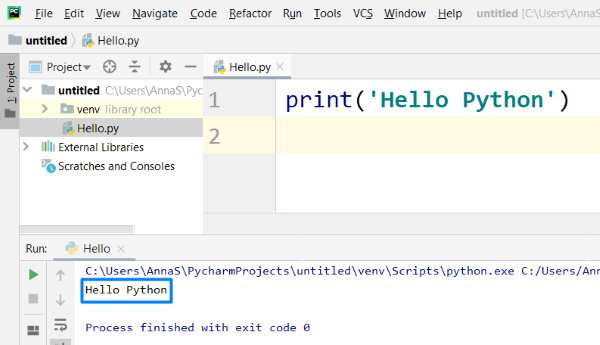 PC File Edit View Navigate Code Refactor Run Tools VCS Window Help untitled [C:\Users\AnnaS\Pyc
untitled Hello.py
1: Project
Project
Hello.py
untitled C:\Users\AnnaS\Pyc
venv library root
Hello.py
External Libraries
Scratches and Consoles
1 print('Hello Python')
2
Run: Hello
C:\Users\AnnaS\PycharmProjects\untitled\venv\Scripts\python.exe C:/Users/Ann
Hello Python
Process finished with exit code 0